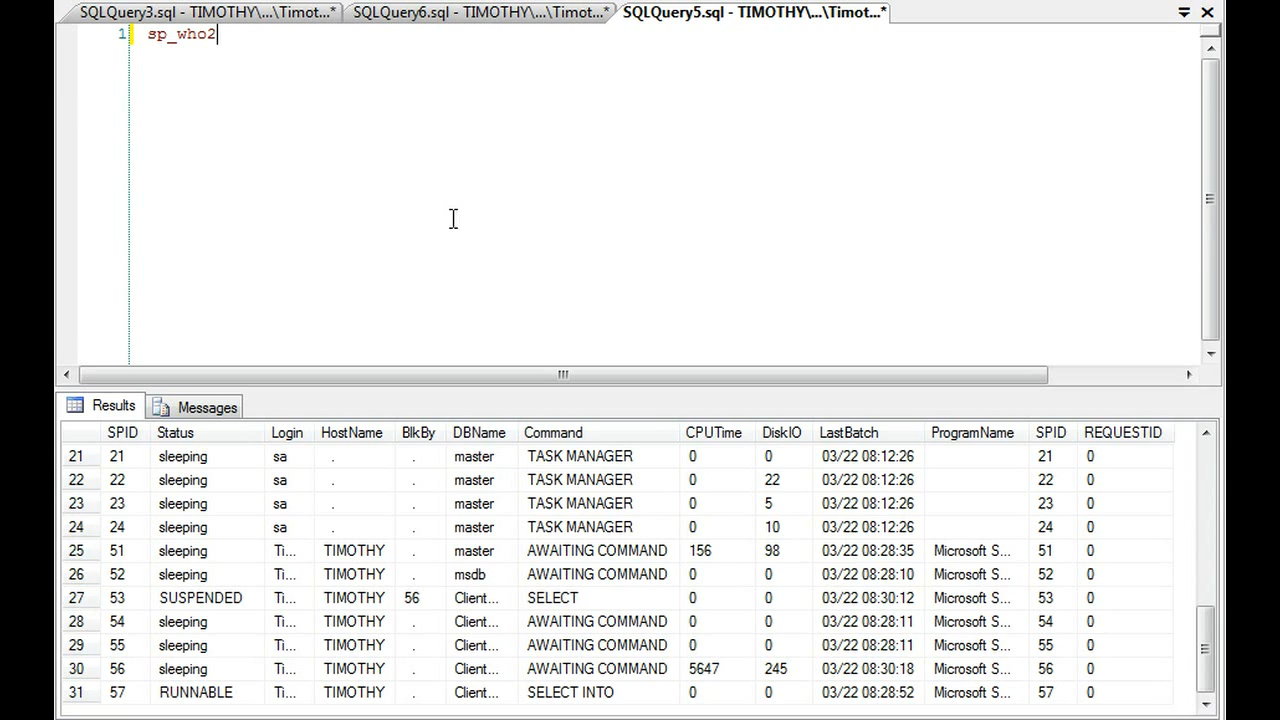 SQLQuery3.sql - TIMOTHY\...\Timot...* SQLQuery6.sql - TIMOTHY\...\Timot...* SQLQuery5.sql - TIMOTHY\...\Timot...*
1 sp_who2
Results Messages
SPID Status Login HostName BlkBy DBName Command CPUTime DiskIO LastBatch ProgramName SPID REQUESTID
21 21 sleeping sa . . master TASK MANAGER 0 0 03/22 08:12:26 21 0
22 22 sleeping sa . . master TASK MANAGER 0 22 03/22 08:12:26 22 0
23 23 sleeping sa . . master TASK MANAGER 0 5 03/22 08:12:26 23 0
24 24 sleeping sa . . master TASK MANAGER 0 10 03/22 08:12:26 24 0
25 51 sleeping Ti... TIMOTHY . master AWAITING COMMAND 156 98 03/22 08:28:35 Microsoft S... 51 0
26 52 sleeping Ti... TIMOTHY . msdb AWAITING COMMAND 0 0 03/22 08:28:10 Microsoft S... 52 0
27 53 SUSPENDED Ti... TIMOTHY 56 Client... SELECT 0 0 03/22 08:30:12 Microsoft S... 53 0
28 54 sleeping Ti... TIMOTHY . Client... AWAITING COMMAND 0 0 03/22 08:28:11 Microsoft S... 54 0
29 55 sleeping Ti... TIMOTHY . Client... AWAITING COMMAND 0 0 03/22 08:28:11 Microsoft S... 55 0
30 56 sleeping Ti... TIMOTHY . Client... AWAITING COMMAND 5647 245 03/22 08:30:18 Microsoft S... 56 0
31 57 RUNNABLE Ti... TIMOTHY . Client... SELECT INTO 0 0 03/22 08:28:52 Microsoft S... 57 0